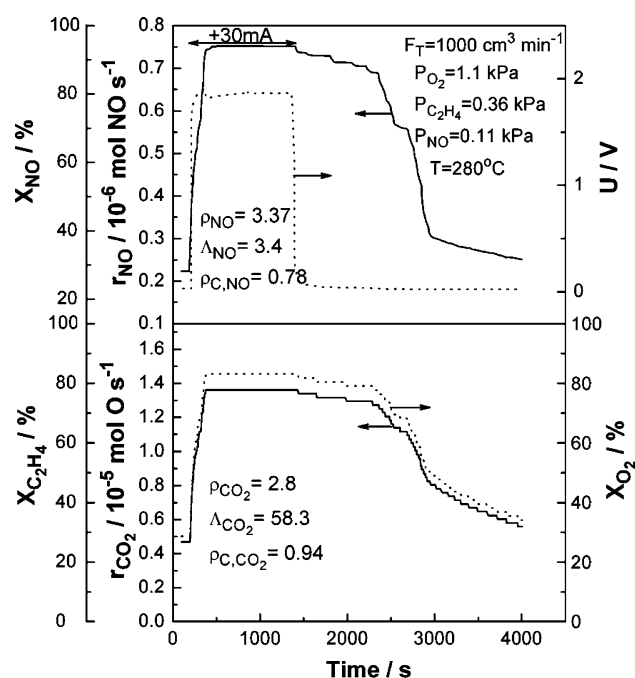 +30mA
F_T=1000 cm³ min⁻¹
P_O₂=1.1 kPa
P_C₂H₄=0.36 kPa
P_NO=0.11 kPa
T=280°C
ρ_NO= 3.37
Λ_NO= 3.4
ρ_C,NO= 0.78
X_NO / %
100
80
60
40
20
r_NO / 10⁻⁶ mol NO s⁻¹
0.8
0.7
0.6
0.5
0.4
0.3
0.2
0.1
U / V
2
1
0
ρ_CO₂= 2.8
Λ_CO₂= 58.3
ρ_C,CO₂= 0.94
X_C₂H₄ / %
100
80
60
40
20
0
r_CO₂ / 10⁻⁵ mol O s⁻¹
1.6
1.4
1.2
1.0
0.8
0.6
0.4
0.2
0.0
X_O₂ / %
100
80
60
40
20
0
0 1000 2000 3000 4000
Time / s